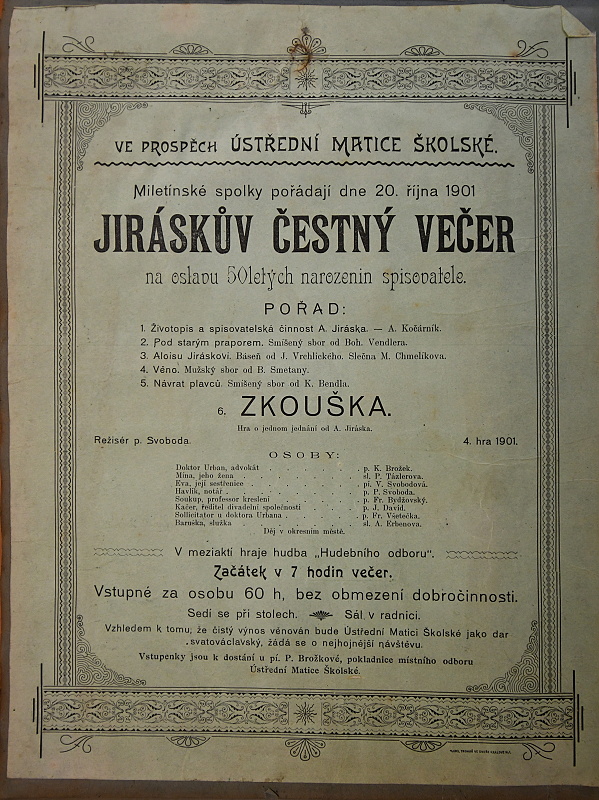 VE PROSPĚCH ÚSTŘEDNÍ MATICE ŠKOLSKÉ.
Miletínské spolky pořádají dne 20. října 1901
JIRÁSKŮV ČESTNÝ VEČER
na oslavu 50letých narozenin spisovatele.
POŘAD:
1. Životopis a spisovatelská činnost A. Jiráska. — A. Kočárník.
2. Pod starým praporem. Smíšený sbor od Boh. Vendlera.
3. Aloisu Jiráskovi. Báseň od J. Vrchlického. Slečna M. Chmelíkova.
4. Věno. Mužský sbor od B. Smetany.
5. Návrat plavců. Smíšený sbor od K. Bendla.
6. ZKOUŠKA.
Hra o jednom jednání od A. Jiráska.
Režisér p. Svoboda. 4. hra 1901.
OSOBY:
Doktor Urban, advokát . . . . . . . p. K. Brožek.
Mína, jeho žena . . . . . . . sl. P. Tázlerova.
Eva, její sestřenice . . . . . . . pí. V. Svobodová.
Havlík, notář . . . . . . . p. P. Svoboda.
Soukup, professor kreslení . . . . . . . p. Fr. Bydžovský.
Kačer, ředitel divadelní společnosti . . . . . . . p. J. David.
Sollicitator u doktora Urbana . . . . . . . p. Fr. Všetečka.
Baruška, služka . . . . . . . sl. A. Erbenova.
Děj v okresním městě.
V meziaktí hraje hudba „Hudebního odboru".
Začátek v 7 hodin večer.
Vstupné za osobu 60 h, bez obmezení dobročinnosti.
Sedí se při stolech. Sál v radnici.
Vzhledem k tomu, že čistý výnos věnován bude Ústřední Matici Školské jako dar
svatováclavský, žádá se o nejhojnější návštěvu.
Vstupenky jsou k dostání u pí. P. Brožkové, pokladnice místního odboru
Ústřední Matice Školské.